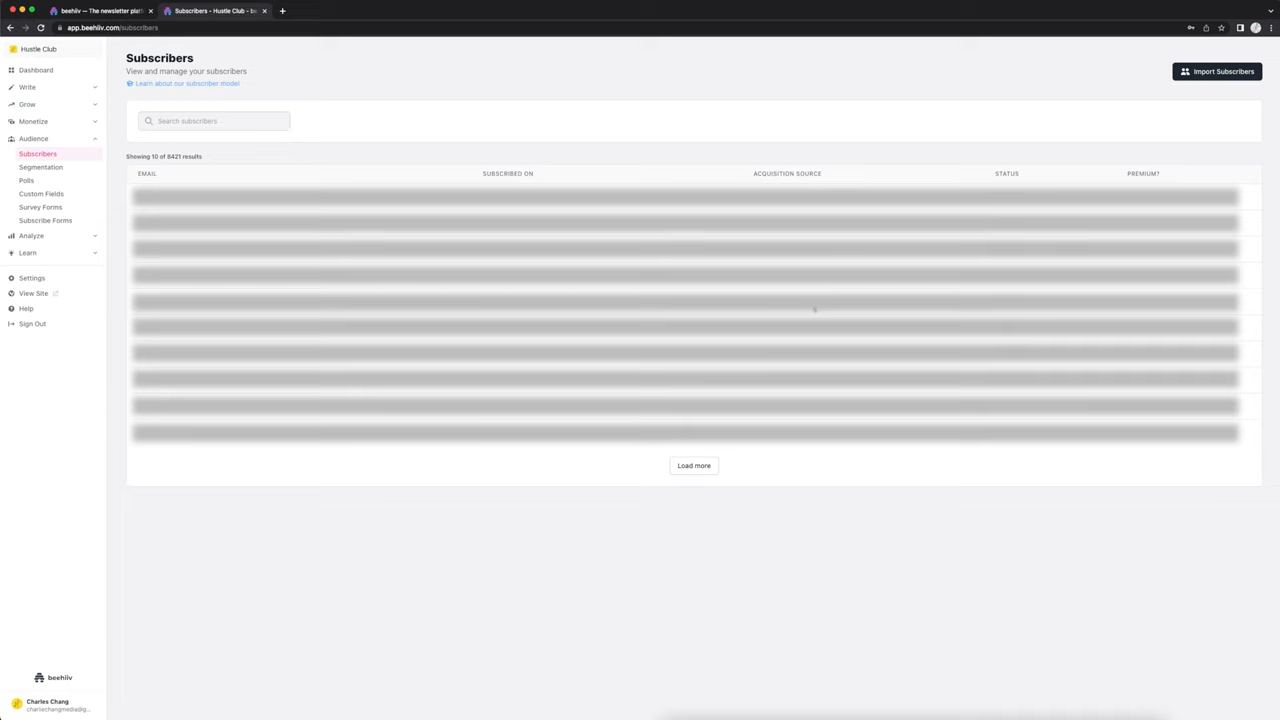 beehiiv — The newsletter platf
Subscribers - Hustle Club - be
app.beehiiv.com/subscribers
Hustle Club
Dashboard
Write
Grow
Monetize
Audience
Subscribers
Segmentation
Polls
Custom Fields
Survey Forms
Subscribe Forms
Analyze
Learn
Settings
View Site
Help
Sign Out
beehiiv
Charles Chang
charliechangmedia@g...
Subscribers
View and manage your subscribers
Learn about our subscriber model
Import Subscribers
Search subscribers
Showing 10 of 8421 results
EMAIL SUBSCRIBED ON ACQUISITION SOURCE STATUS PREMIUM?
Load more